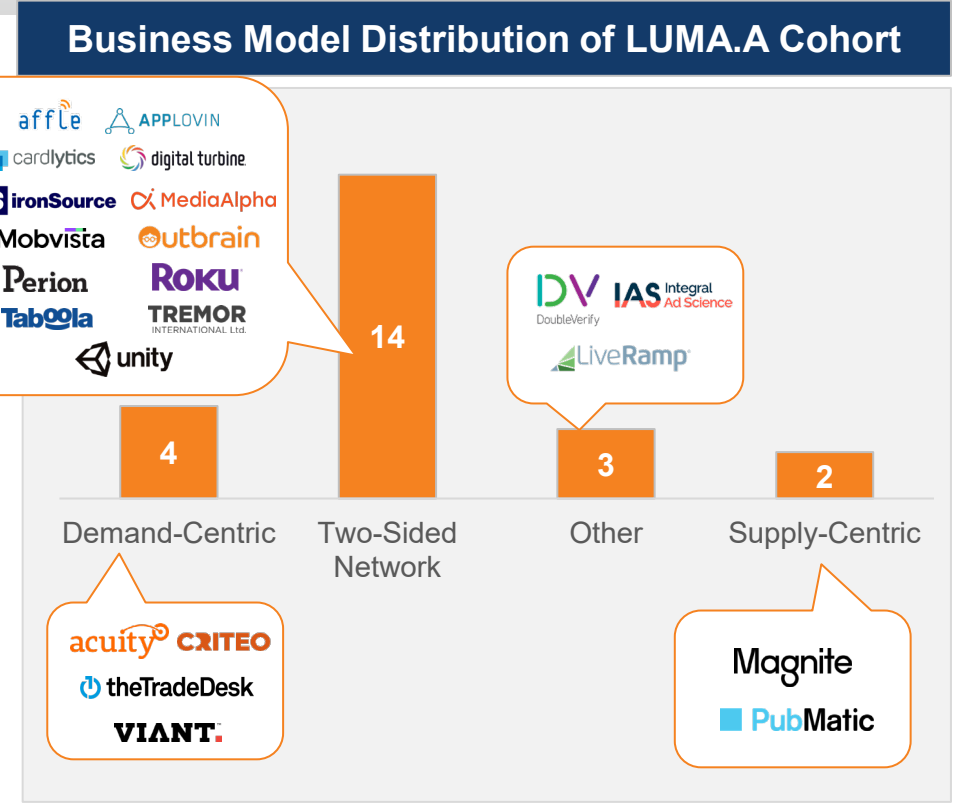 Business Model Distribution of LUMA.A Cohort
affle APPLOVIN
cardlytics digital turbine
ironSource MediaAlpha
Mobvista Outbrain
Perion ROKU
Taboola TREMOR
INTERNATIONAL Ltd.
unity
DV IAS Integral
Ad Science
DoubleVerify
LiveRamp
4
14
3
2
Demand-Centric
Two-Sided
Network
Other
Supply-Centric
acuity CRITEO
theTradeDesk
VIANT.
Magnite
PubMatic